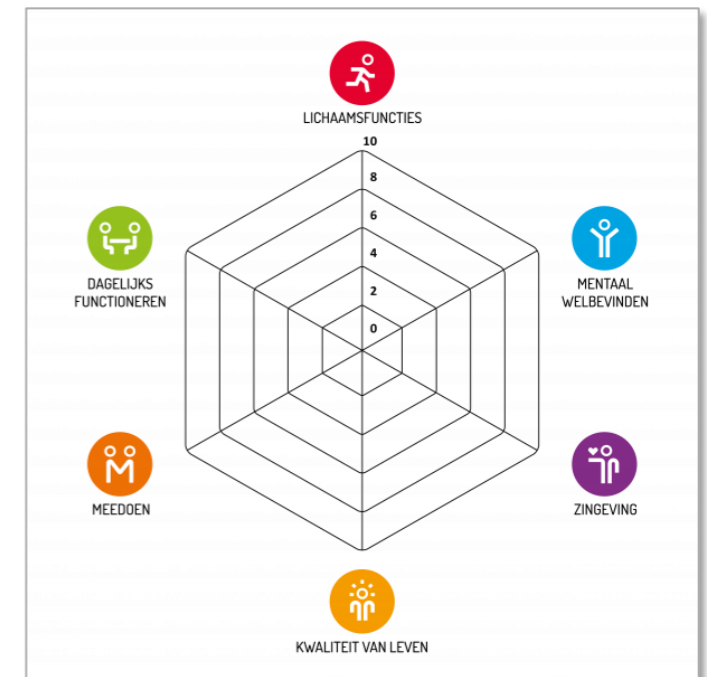 LICHAAMSFUNCTIES
10
8
6
4
2
0
DAGELIJKS
FUNCTIONEREN
MENTAAL
WELBEVINDEN
MEEDOEN
ZINGEVING
KWALITEIT VAN LEVEN